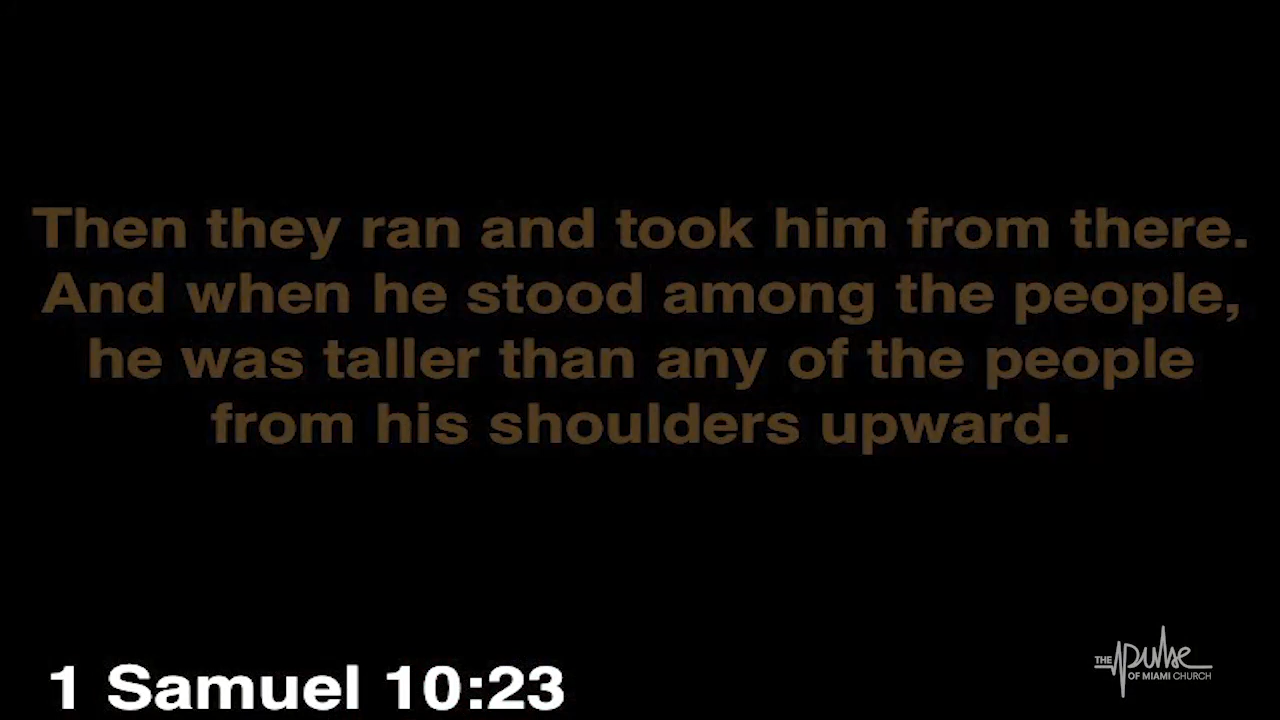 Then they ran and took him from there.
And when he stood among the people,
he was taller than any of the people
from his shoulders upward.
1 Samuel 10:23
THE pulse
OF MIAMI CHURCH